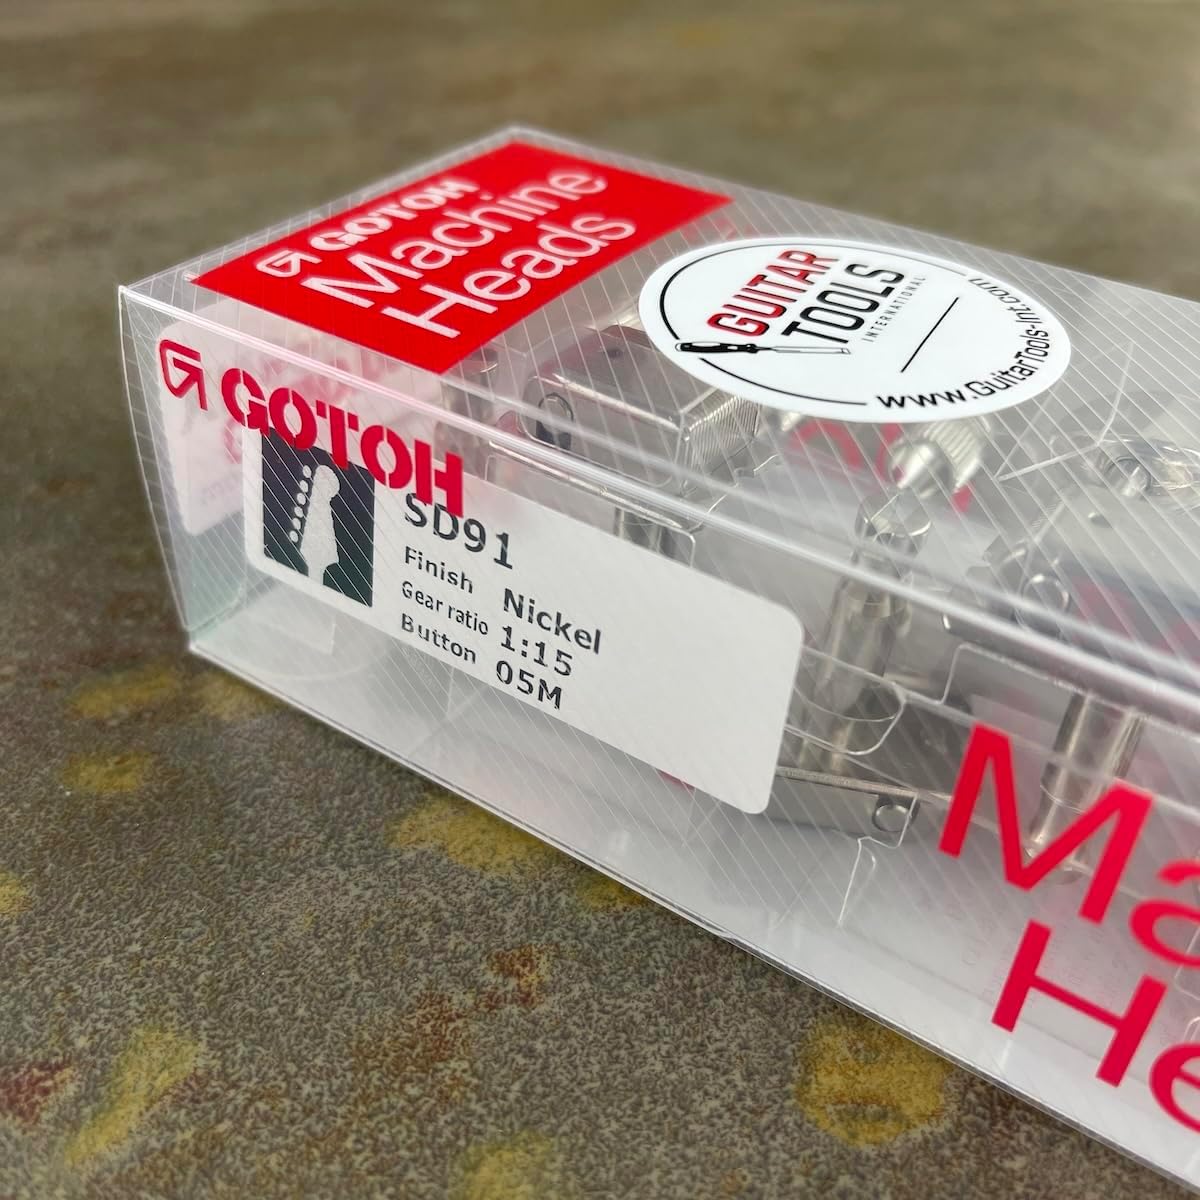 GOTOH
Machine
Heads
GUITAR
TOOLS
INTERNATIONAL
www.GuitarTools-Int.com
GOTOH
SD91
Finish Nickel
Gear ratio 1:15
Button 05M
Ma
He